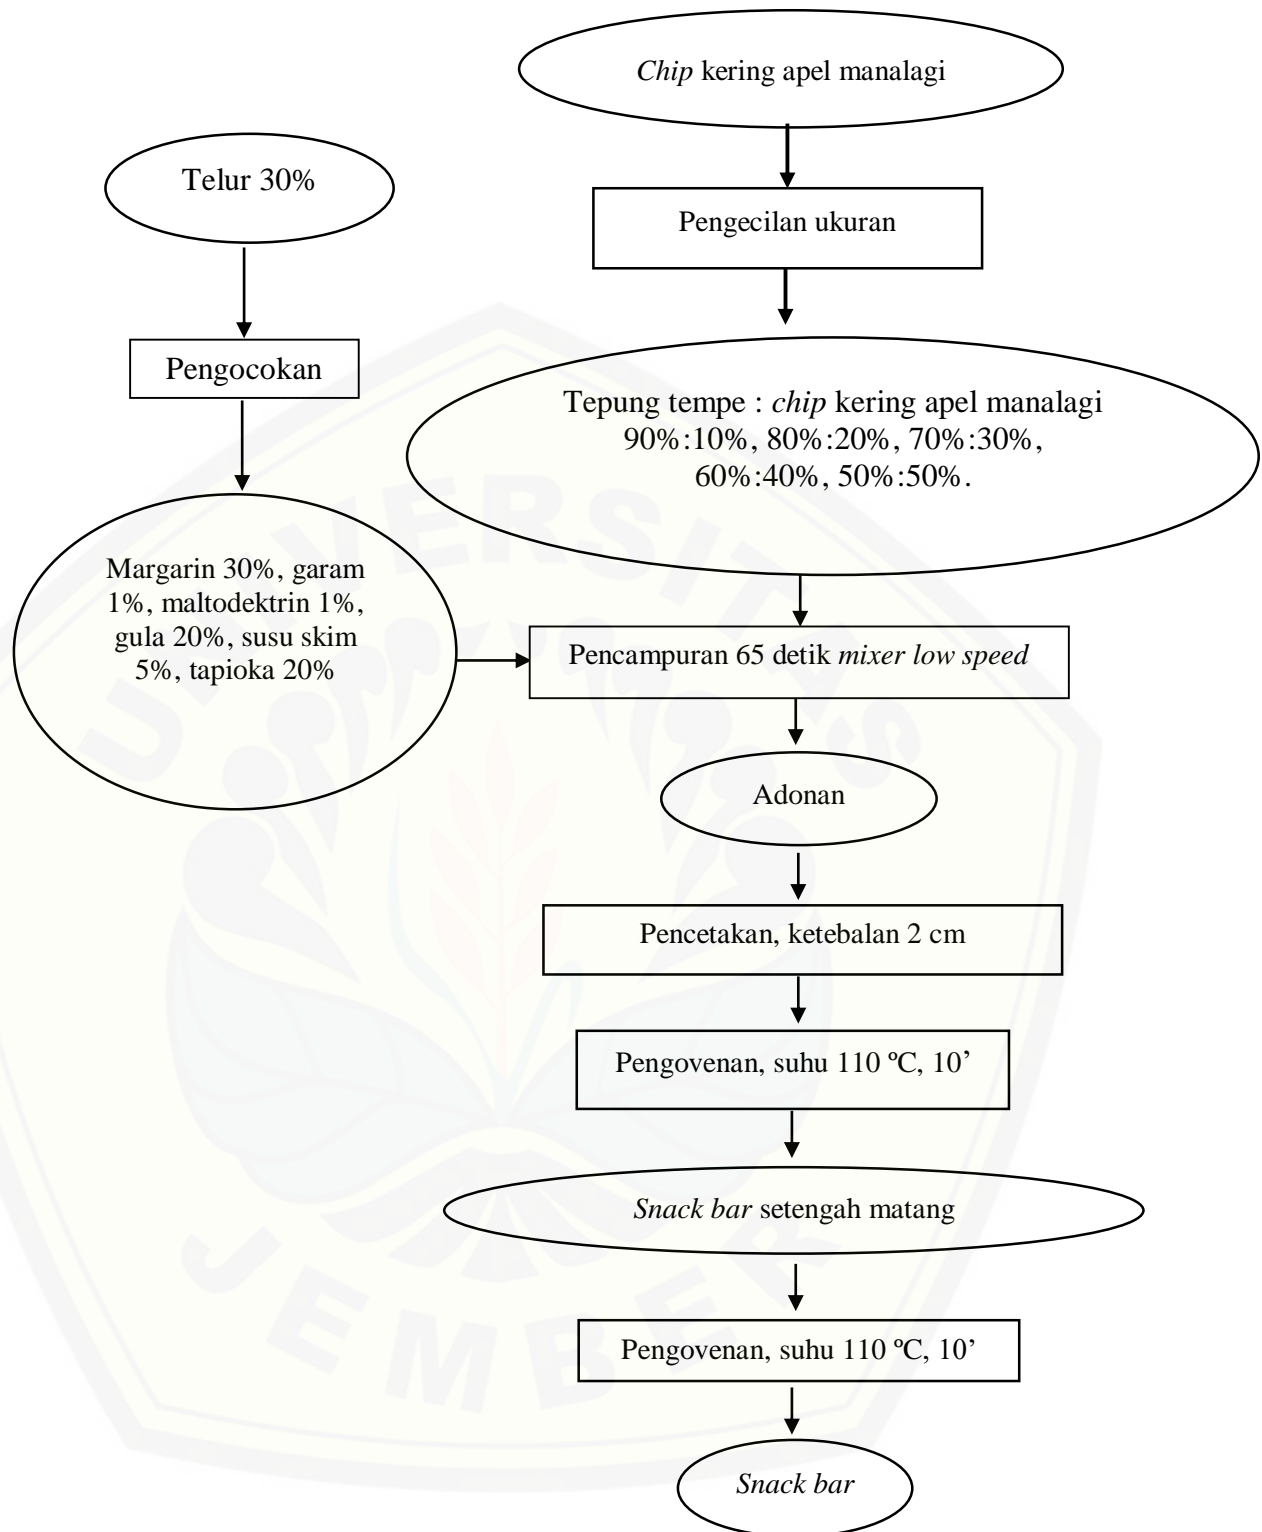 Chip kering apel manalagi
Telur 30%
Pengecilan ukuran
Pengocokan
Tepung tempe : chip kering apel manalagi
90%:10%, 80%:20%, 70%:30%,
60%:40%, 50%:50%.
Margarin 30%, garam
1%, maltodektrin 1%,
gula 20%, susu skim
5%, tapioka 20%
Pencampuran 65 detik mixer low speed
Adonan
Pencetakan, ketebalan 2 cm
Pengovenan, suhu 110 ºC, 10’
Snack bar setengah matang
Pengovenan, suhu 110 ºC, 10’
Snack bar
UNIVERSITAS
JEMBER